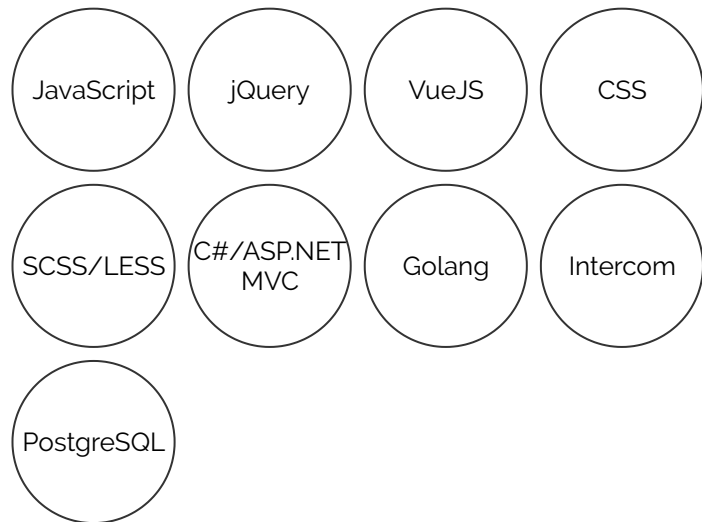 JavaScript
jQuery
VueJS
CSS
SCSS/LESS
C#/ASP.NET
MVC
Golang
Intercom
PostgreSQL